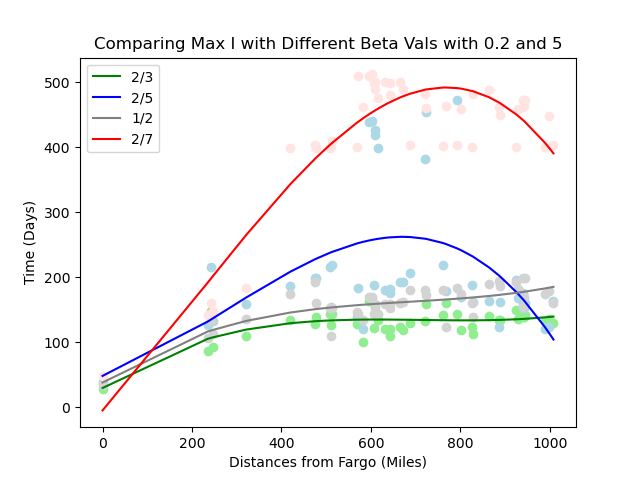 Comparing Max I with Different Beta Vals with 0.2 and 5
2/3
2/5
1/2
2/7
500
400
300
200
100
0
Time (Days)
0 200 400 600 800 1000
Distances from Fargo (Miles)